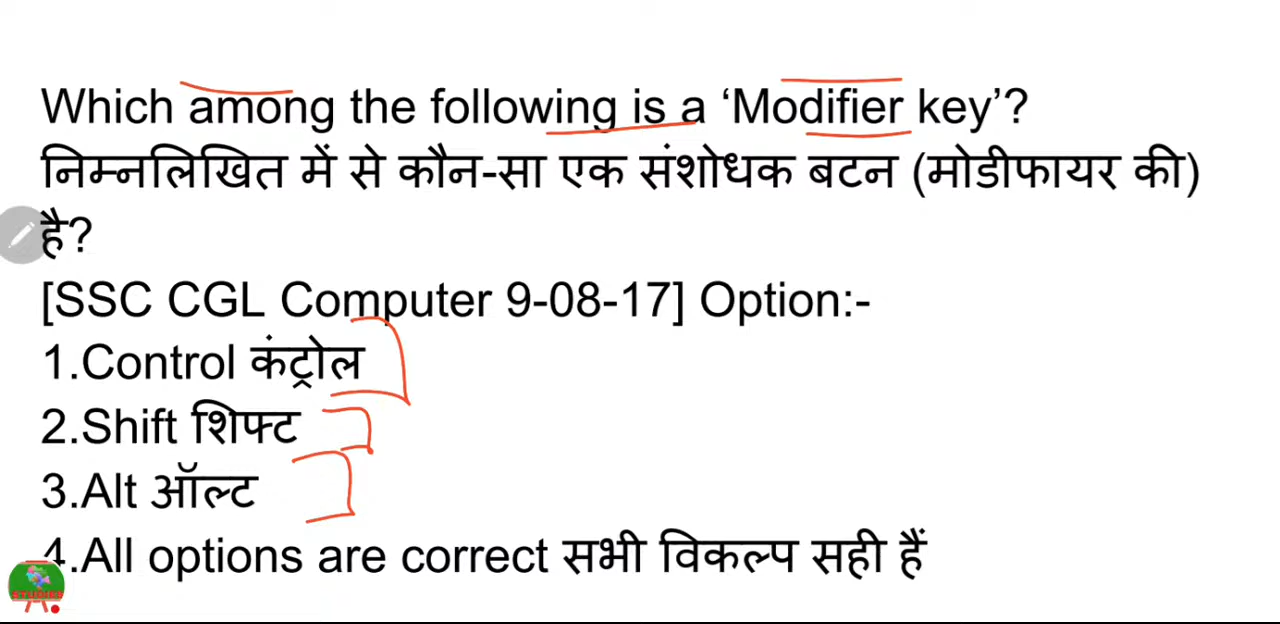 Which among the following is a ‘Modifier key’?
निम्नलिखित में से कौन-सा एक संशोधक बटन (मोडीफायर की)
है?
[SSC CGL Computer 9-08-17] Option:-
1.Control कंट्रोल
2.Shift शिफ्ट
3.Alt ऑल्ट
4.All options are correct सभी विकल्प सही हैं
STUDIES